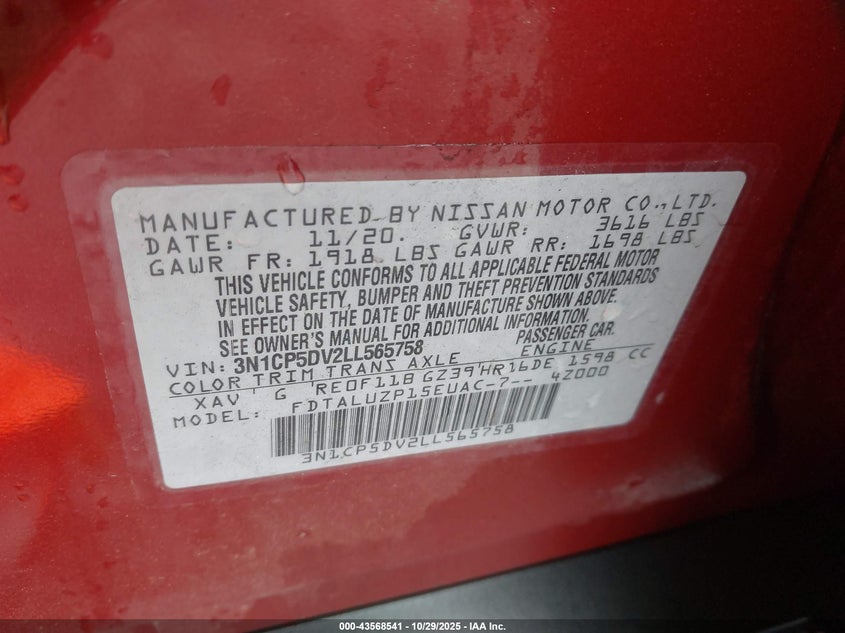 MANUFACTURED BY NISSAN MOTOR CO.,LTD.
DATE: 11/20. GVWR: 3616 LBS
GAWR FR: 1918 LBS GAWR RR: 1698 LBS
THIS VEHICLE CONFORMS TO ALL APPLICABLE FEDERAL MOTOR
VEHICLE SAFETY, BUMPER AND THEFT PREVENTION STANDARDS
IN EFFECT ON THE DATE OF MANUFACTURE SHOWN ABOVE.
SEE OWNER'S MANUAL FOR ADDITIONAL INFORMATION.
VIN: 3N1CP5DV2LL565758 PASSENGER CAR.
COLOR TRIM TRANS AXLE ENGINE
XAV G RE0F11B GZ39 HR16DE 1598 CC
MODEL: FDTALUZP15EUAC-7-- 4Z000
3N1CP5DV2LL565758
000-43568541 - 10/29/2025 - IAA Inc.